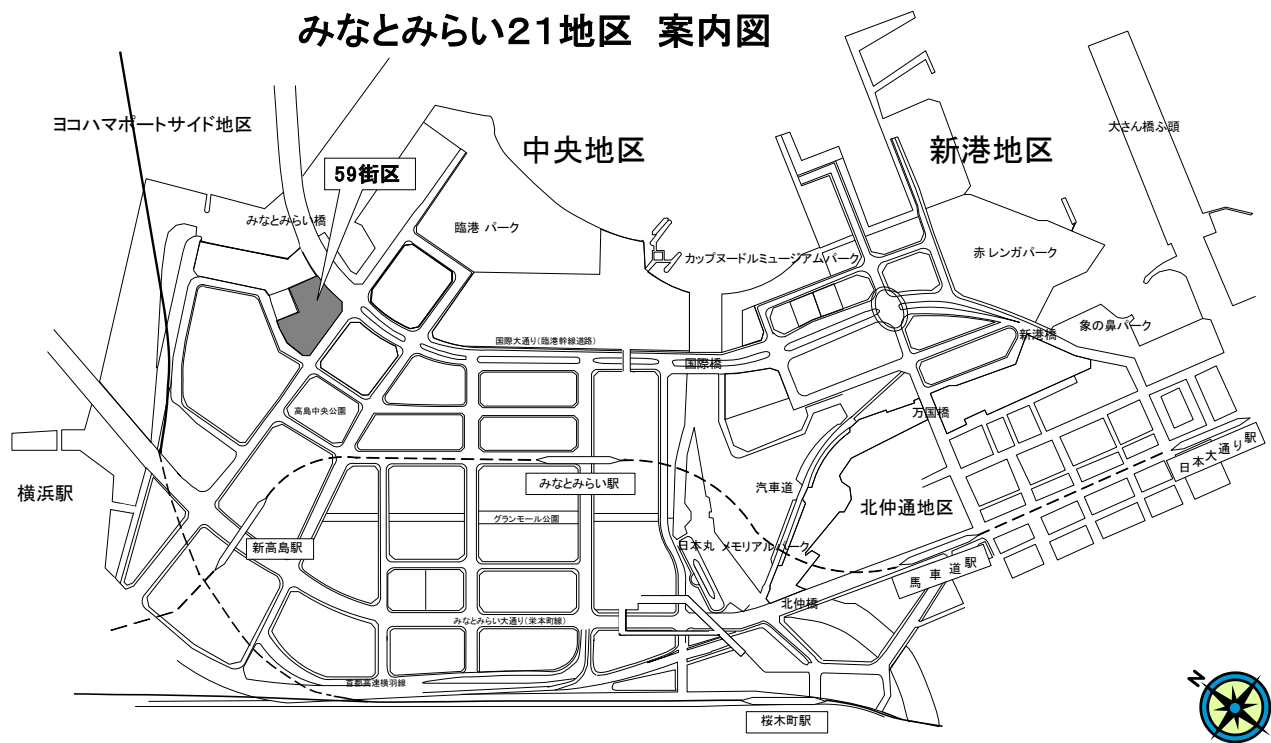 みなとみらい２１地区　案内図
ヨコハマポートサイド地区
中央地区
新港地区
大さん橋ふ頭
59街区
みなとみらい橋
臨港 パーク
カップヌードルミュージアムパーク
赤レンガパーク
国際大通り(臨港幹線道路)
国際橋
新港橋
象の鼻パーク
高島中央公園
万国橋
日本大通り駅
横浜駅
みなとみらい駅
汽車道
北仲通地区
グランモール公園
新高島駅
日本丸 メモリアルパーク
馬車道駅
北仲橋
みなとみらい大通り(栄本町線)
首都高速横羽線
桜木町駅
N